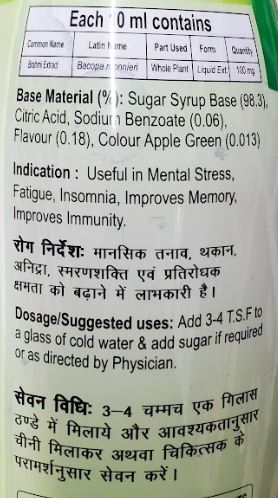 Each 10 ml contains
Common Name Latin Name Part Used Form Quantity
Bahmi Extract Bacopa monnieri Whole Plant Liquid Ext. 100 mg
Base Material (%): Sugar Syrup Base (98.3),
Citric Acid, Sodium Benzoate (0.06),
Flavour (0.18), Colour Apple Green (0.013)
Indication : Useful in Mental Stress,
Fatigue, Insomnia, Improves Memory,
Improves Immunity.
रोग निर्देशः मानसिक तनाव, थकान,
अनिद्रा, स्मरणशक्ति एवं प्रतिरोधक
क्षमता को बढ़ाने में लाभकारी है।
Dosage/Suggested uses: Add 3-4 T.S.F to
a glass of cold water & add sugar if required
or as directed by Physician.
सेवन विधिः 3-4 चम्मच एक गिलास
ठण्डे में मिलाये और आवश्यकतानुसार
चीनी मिलाकर अथवा चिकित्सक के
परामर्शनुसार सेवन करें।